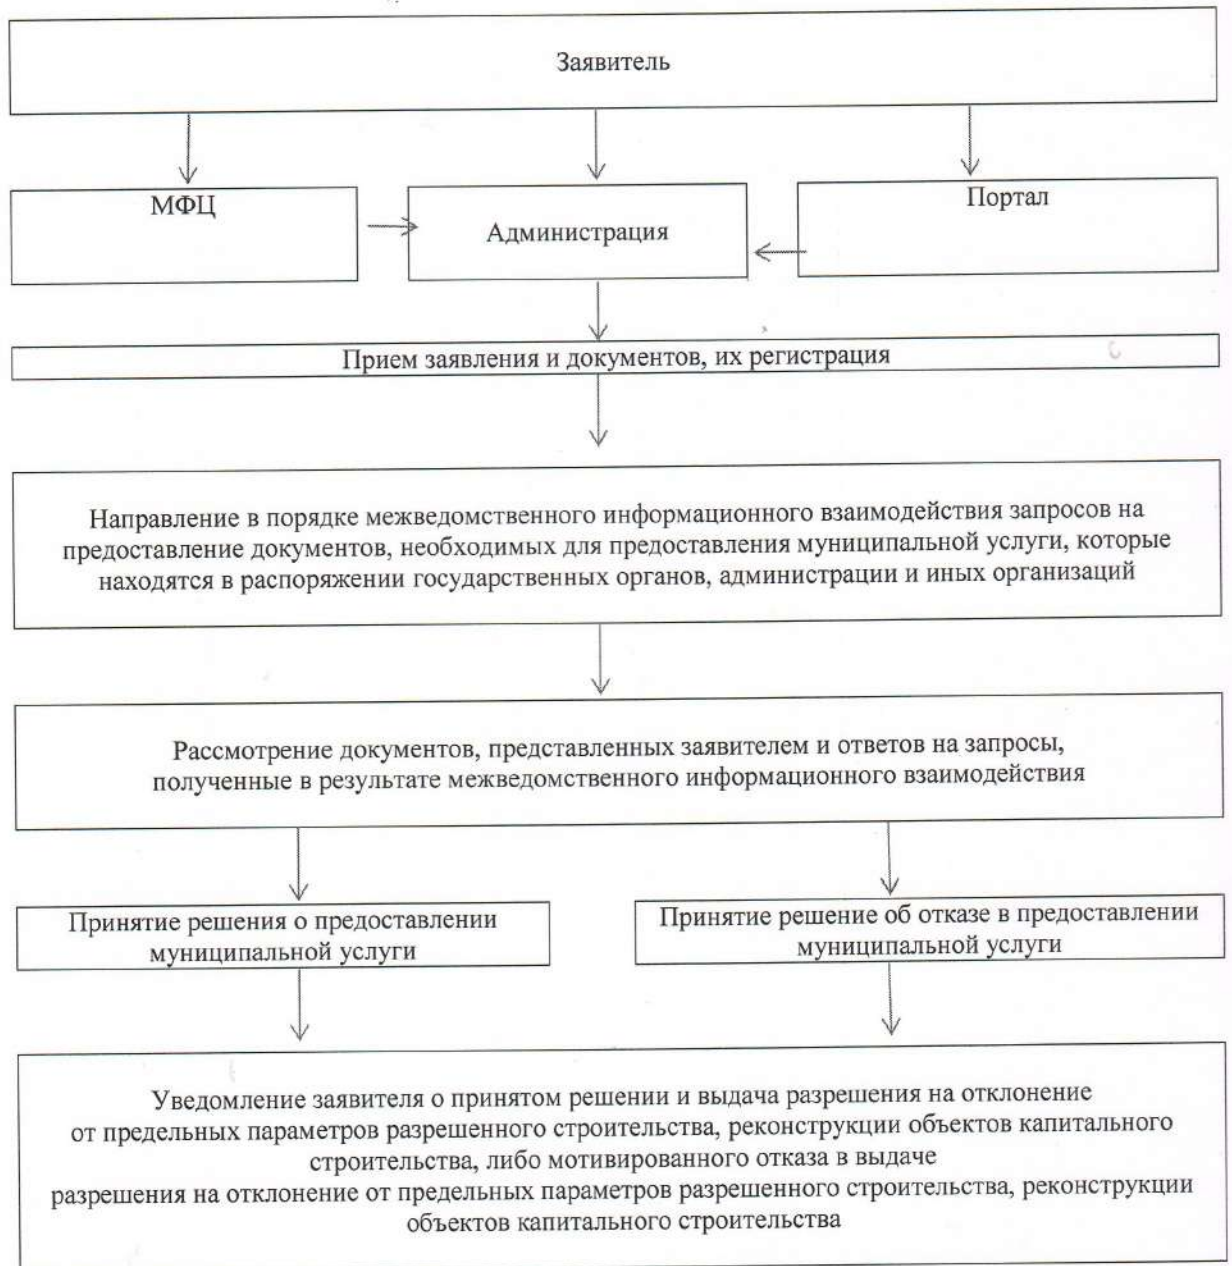 Заявитель
МФЦ
Администрация
Портал
Прием заявления и документов, их регистрация
Направление в порядке межведомственного информационного взаимодействия запросов на
предоставление документов, необходимых для предоставления муниципальной услуги, которые
находятся в распоряжении государственных органов, администрации и иных организаций
Рассмотрение документов, представленных заявителем и ответов на запросы,
полученные в результате межведомственного информационного взаимодействия
Принятие решения о предоставлении
муниципальной услуги
Принятие решение об отказе в предоставлении
муниципальной услуги
Уведомление заявителя о принятом решении и выдача разрешения на отклонение
от предельных параметров разрешенного строительства, реконструкции объектов капитального
строительства, либо мотивированного отказа в выдаче
разрешения на отклонение от предельных параметров разрешенного строительства, реконструкции
объектов капитального строительства